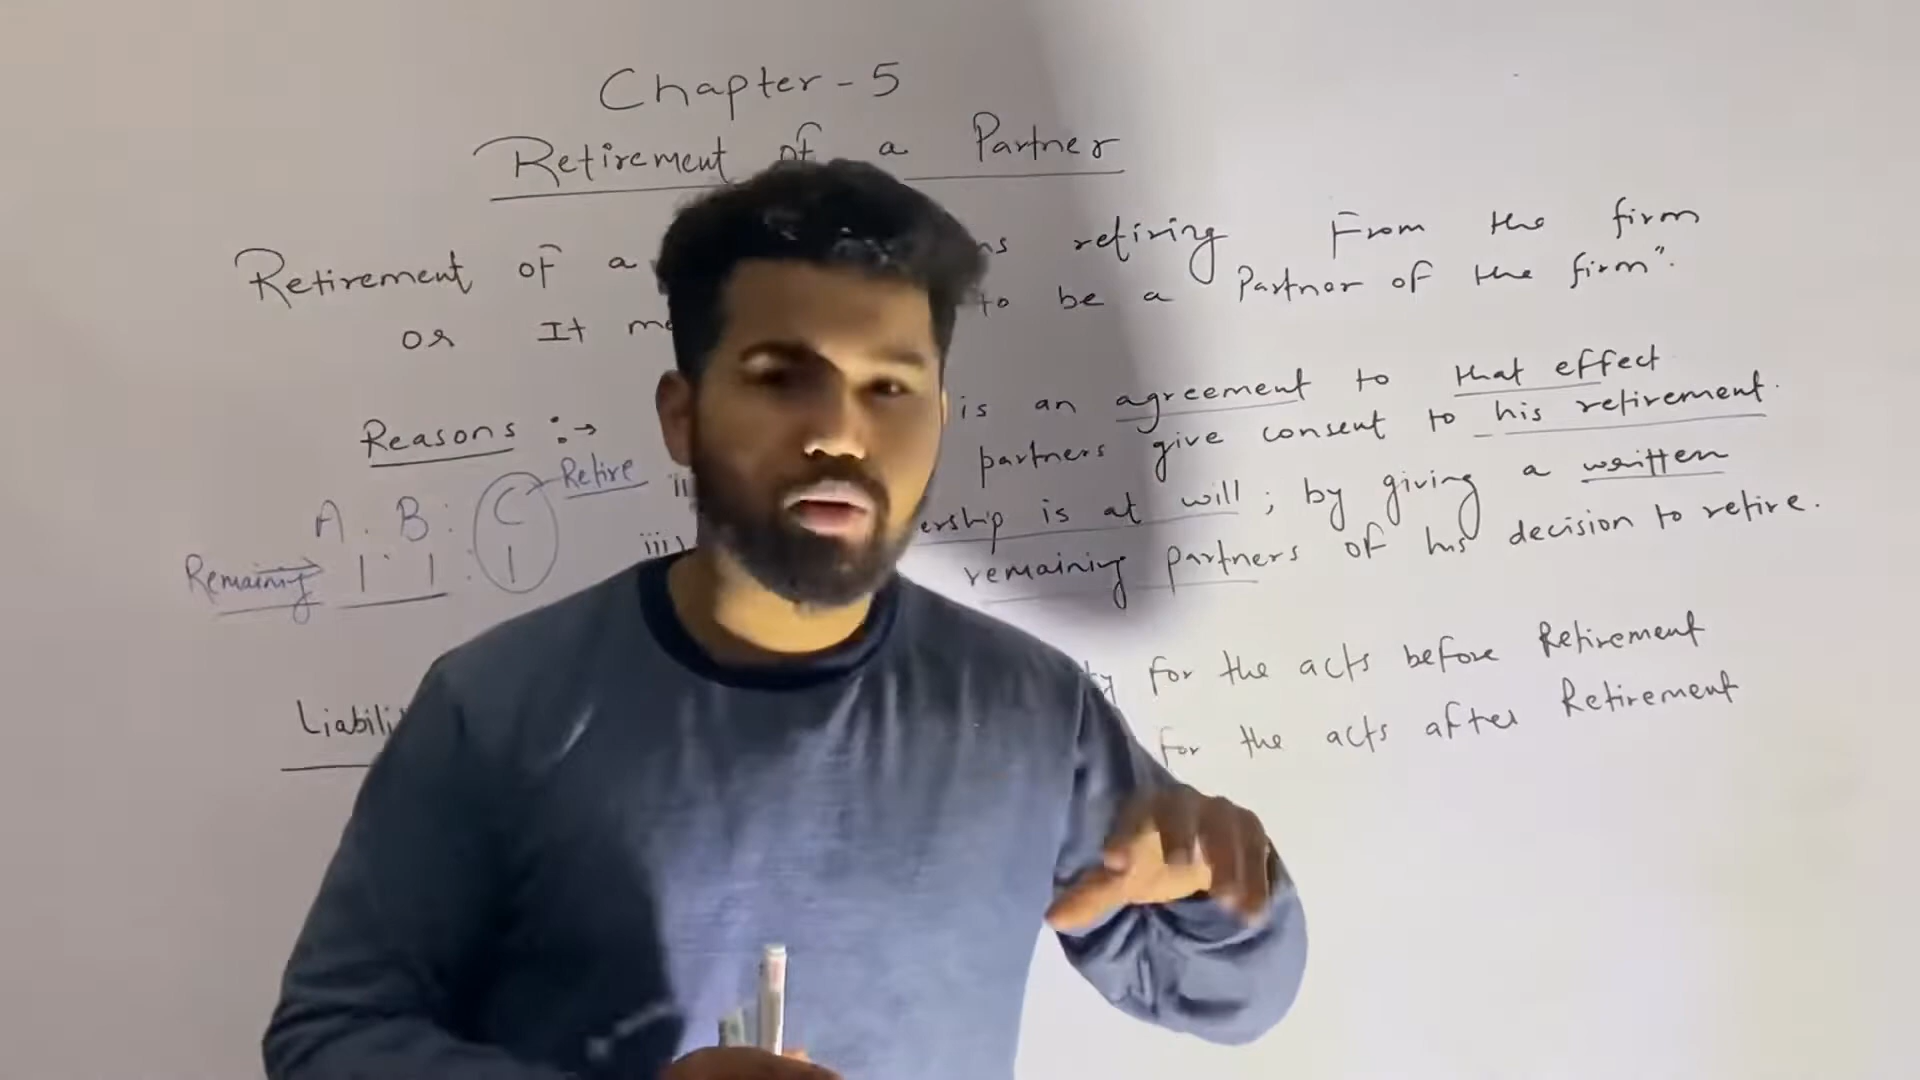 Chapter - 5
Retirement of a Partner
Retirement of a retiring From the firm
or It to be a Partner of the firm".
Reasons :→ is an agreement to that effect
partners give consent to his retirement.
A : B : C Retire
ii is at will ; by giving a written
Remaining 1 : 1 : 1
iii) remaining partners of his decision to retire.
for the acts before Retirement
for the acts after Retirement